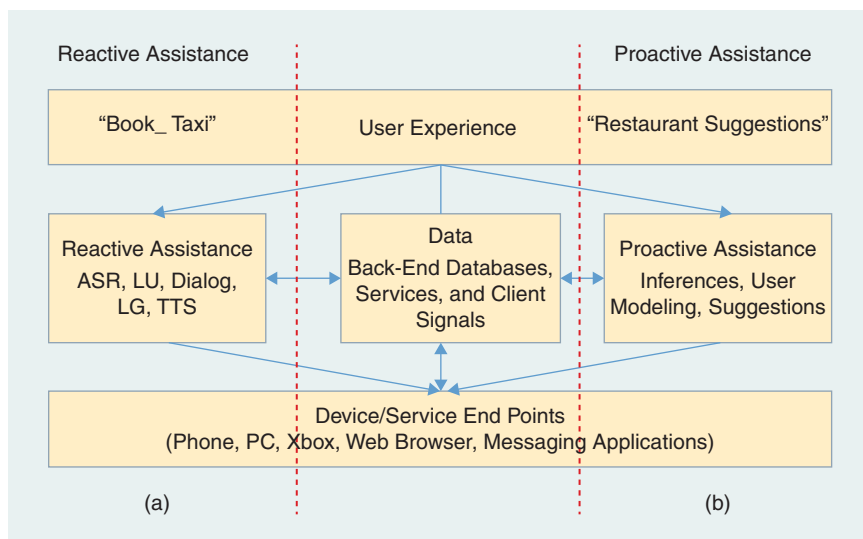 Reactive Assistance
Proactive Assistance
“Book_ Taxi”
User Experience
“Restaurant Suggestions”
Reactive Assistance
ASR, LU, Dialog,
LG, TTS
Data
Back-End Databases,
Services, and Client
Signals
Proactive Assistance
Inferences, User
Modeling, Suggestions
Device/Service End Points
(Phone, PC, Xbox, Web Browser, Messaging Applications)
(a)
(b)